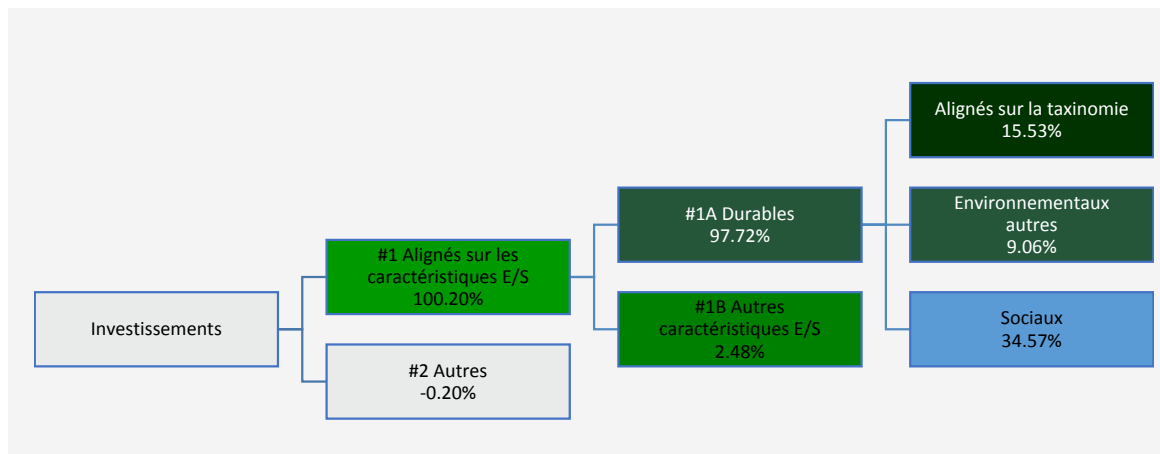 Investissements
#1 Alignés sur les
caractéristiques E/S
100.20%
#2 Autres
-0.20%
#1A Durables
97.72%
#1B Autres
caractéristiques E/S
2.48%
Alignés sur la taxinomie
15.53%
Environnementaux
autres
9.06%
Sociaux
34.57%